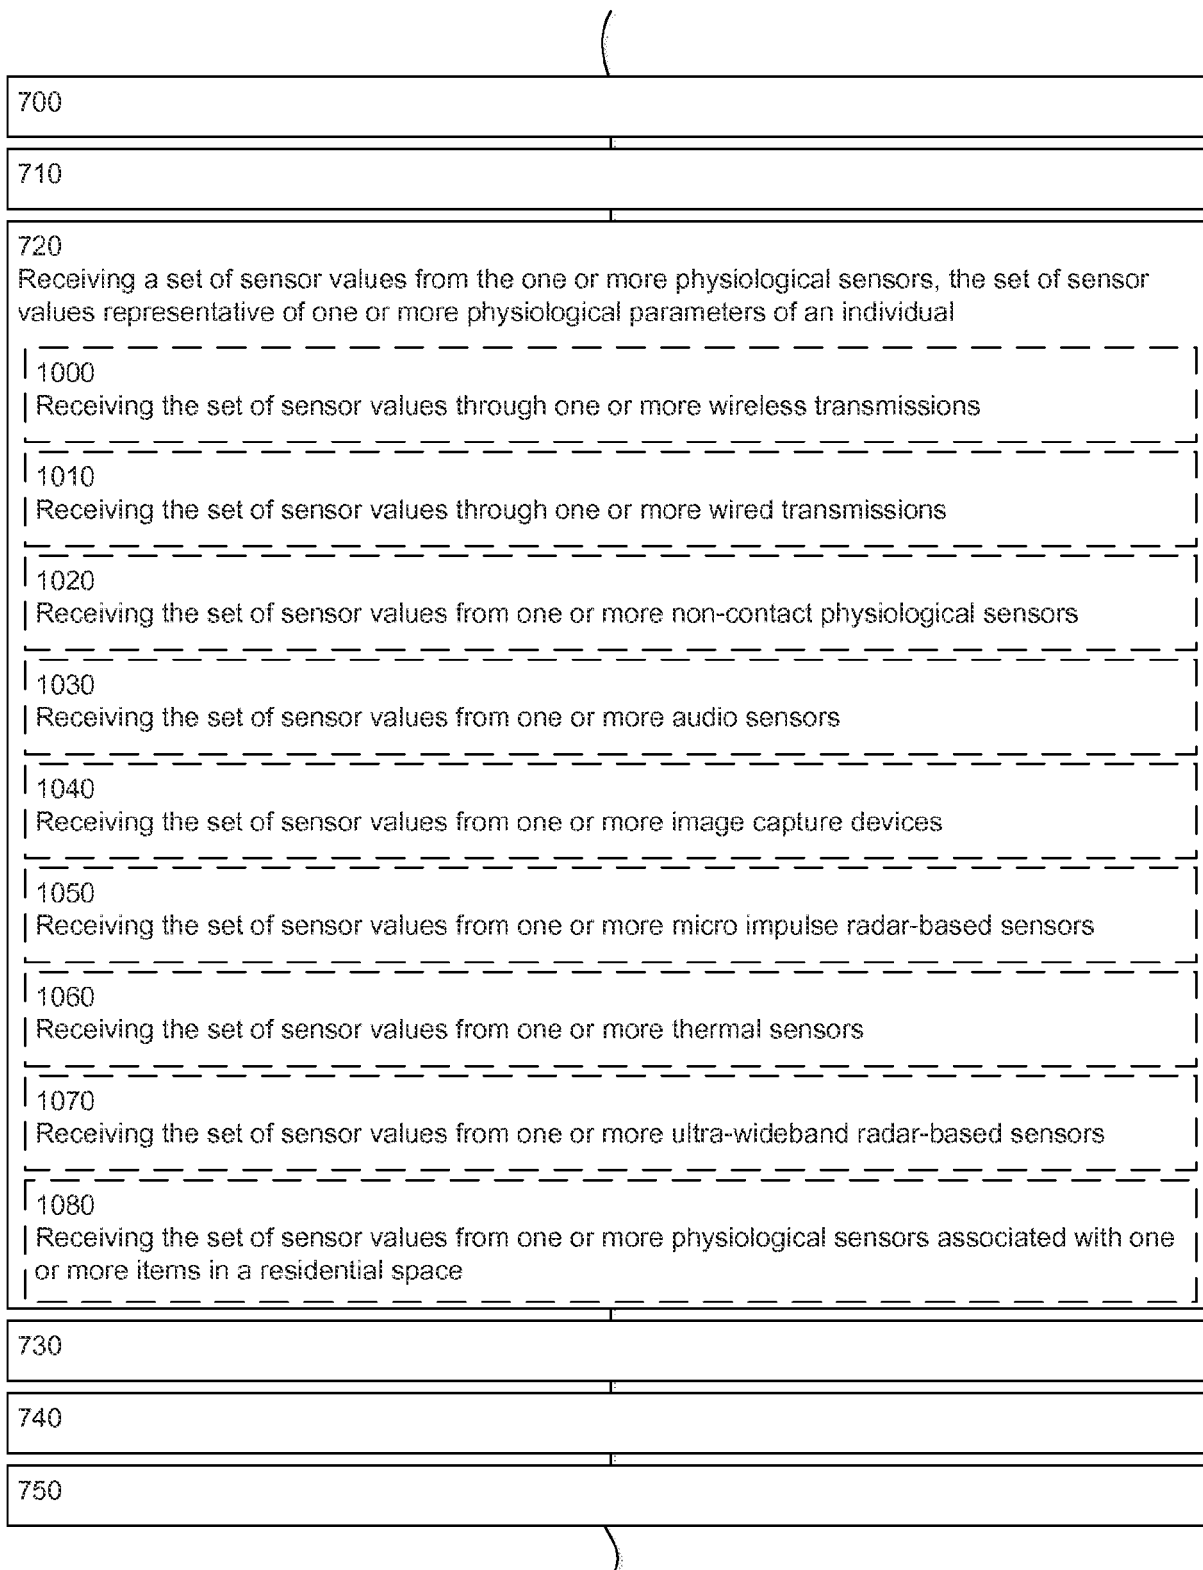 700
710
720
Receiving a set of sensor values from the one or more physiological sensors, the set of sensor
values representative of one or more physiological parameters of an individual
1000
Receiving the set of sensor values through one or more wireless transmissions
1010
Receiving the set of sensor values through one or more wired transmissions
1020
Receiving the set of sensor values from one or more non-contact physiological sensors
1030
Receiving the set of sensor values from one or more audio sensors
1040
Receiving the set of sensor values from one or more image capture devices
1050
Receiving the set of sensor values from one or more micro impulse radar-based sensors
1060
Receiving the set of sensor values from one or more thermal sensors
1070
Receiving the set of sensor values from one or more ultra-wideband radar-based sensors
1080
Receiving the set of sensor values from one or more physiological sensors associated with one
or more items in a residential space
730
740
750